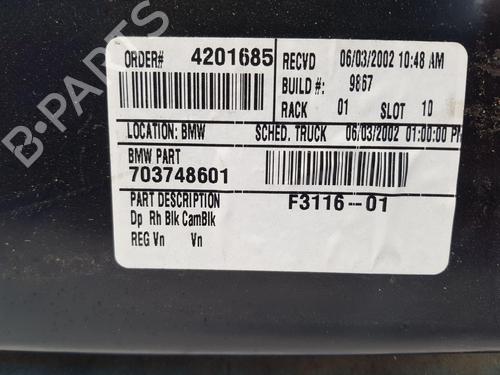 ORDER# 4201685
RECVD 06/03/2002 10:48 AM
BUILD #: 9867
RACK 01 SLOT 10
LOCATION: BMW SCHED. TRUCK 06/03/2002 01:00:00 PM
BMW PART
703748601
PART DESCRIPTION F3116-01
Dp Rh Blk CamBlk
REG Vn Vn
B-PARTS